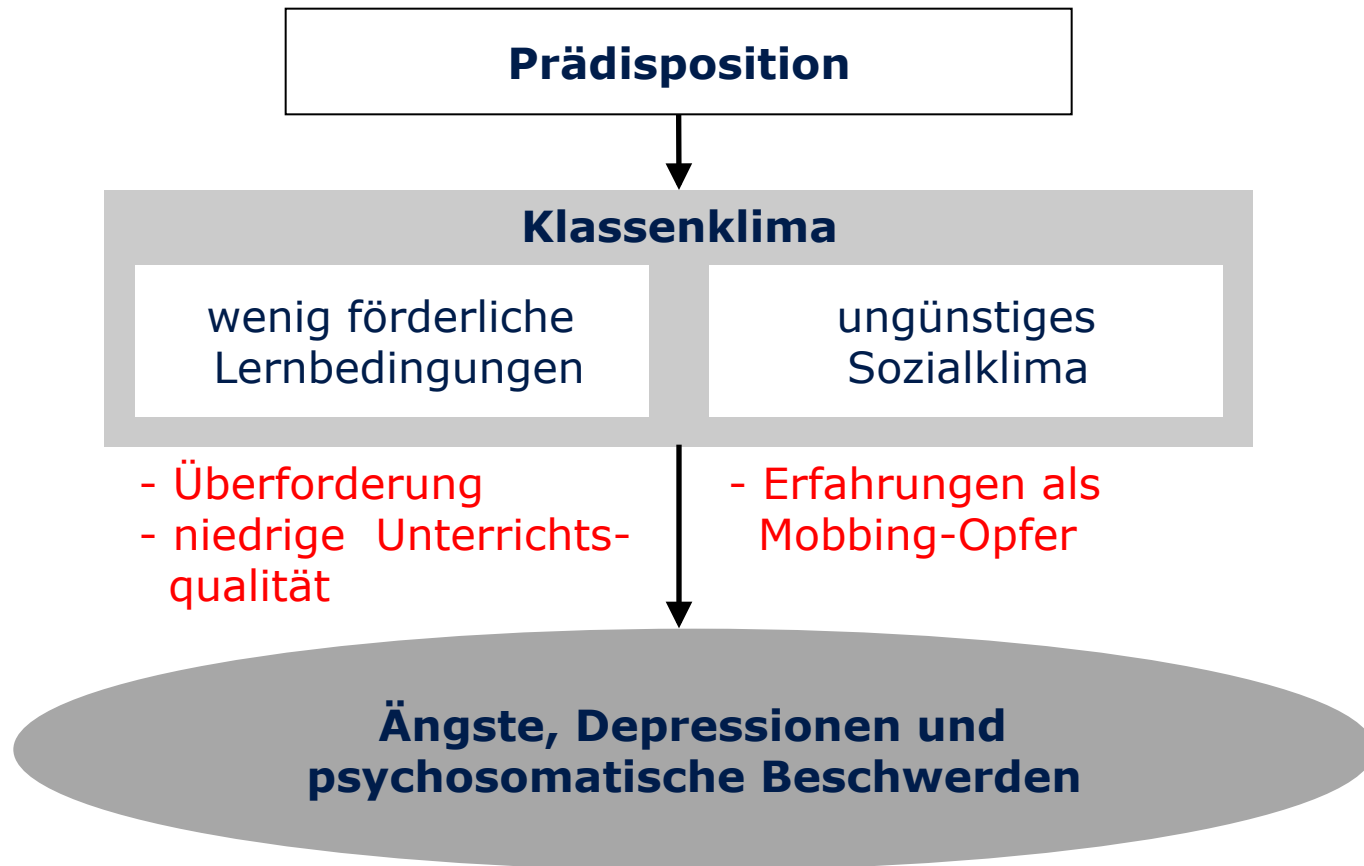 Prädisposition
Klassenklima
wenig förderliche
Lernbedingungen
ungünstiges
Sozialklima
- Überforderung
- niedrige Unterrichts-
qualität
- Erfahrungen als
Mobbing-Opfer
Ängste, Depressionen und
psychosomatische Beschwerden